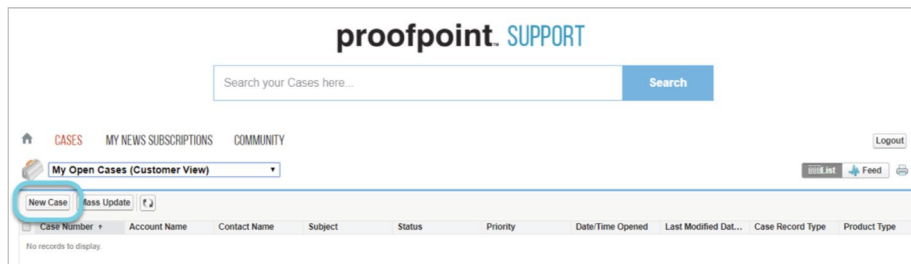 proofpoint™ SUPPORT
Search your Cases here... Search
CASES MY NEWS SUBSCRIPTIONS COMMUNITY Logout
My Open Cases (Customer View) List Feed
New Case Mass Update
Case Number Account Name Contact Name Subject Status Priority Date/Time Opened Last Modified Dat... Case Record Type Product Type
No records to display.